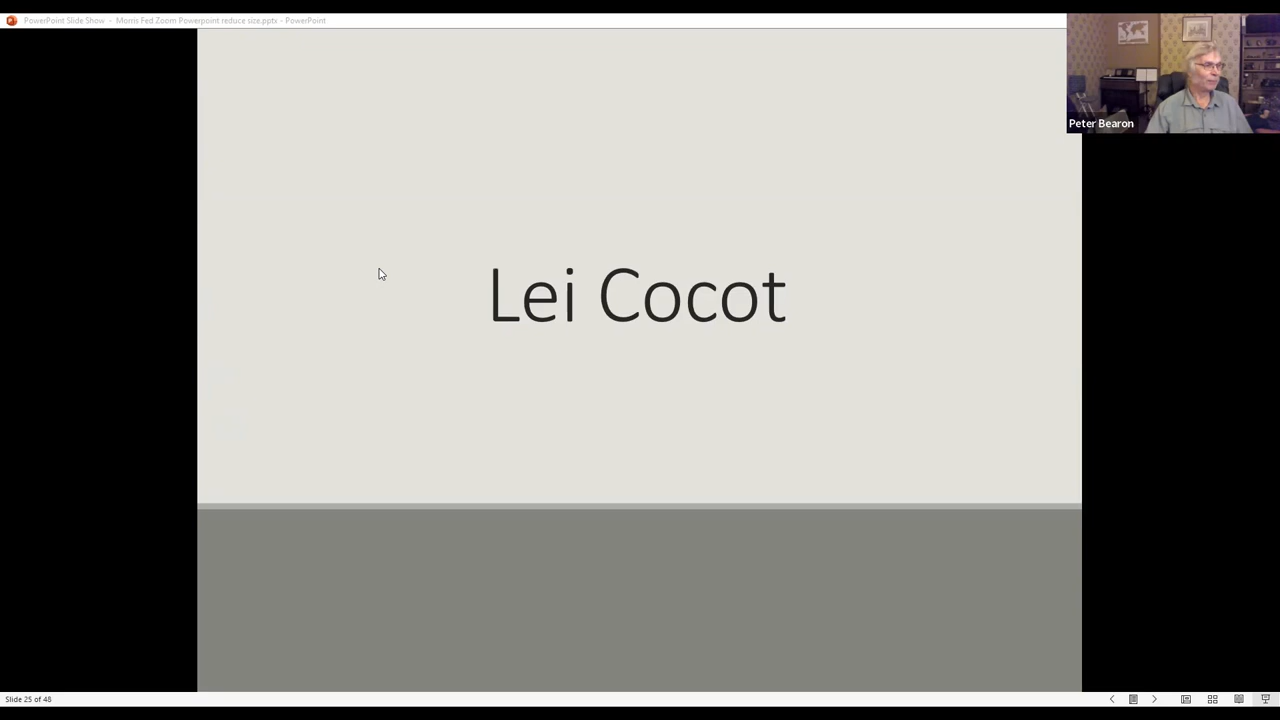 PowerPoint Slide Show - Morris Fed Zoom Powerpoint reduce size.pptx - PowerPoint
Peter Bearon
Lei Cocot
Slide 25 of 48